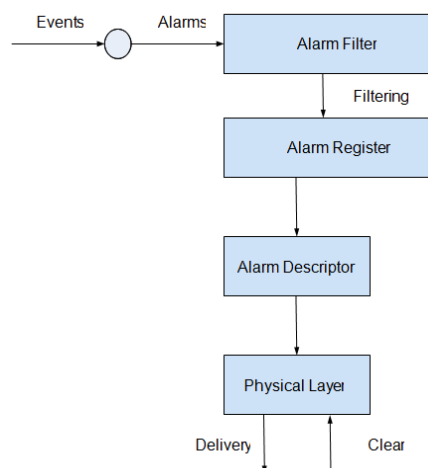 Events
Alarms
Alarm Filter
Filtering
Alarm Register
Alarm Descriptor
Physical Layer
Delivery
Clear